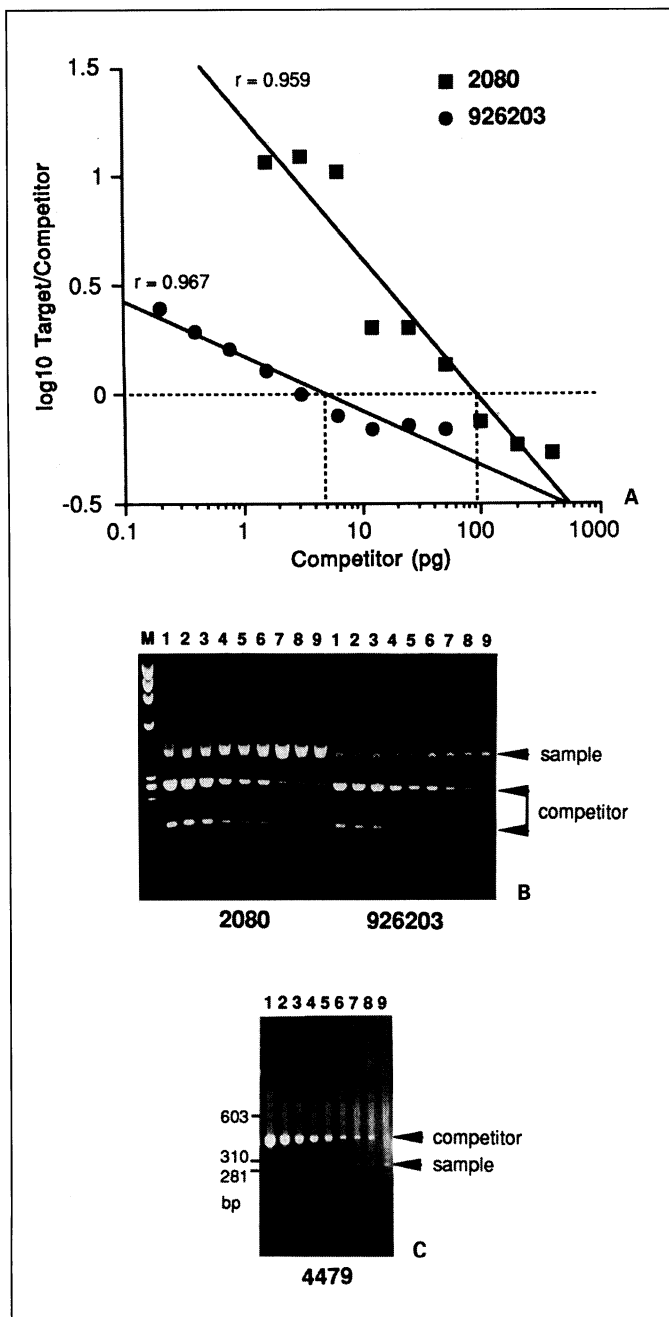 1.5
r = 0.959
■ 2080
● 926203
1
r = 0.967
0.5
0
-0.5
log10 Target/Competitor
0.1 1 10 100 1000
Competitor (pg)
A
M 1 2 3 4 5 6 7 8 9 1 2 3 4 5 6 7 8 9
sample
competitor
B
2080 926203
1 2 3 4 5 6 7 8 9
603
competitor
310
sample
281
bp
C
4479